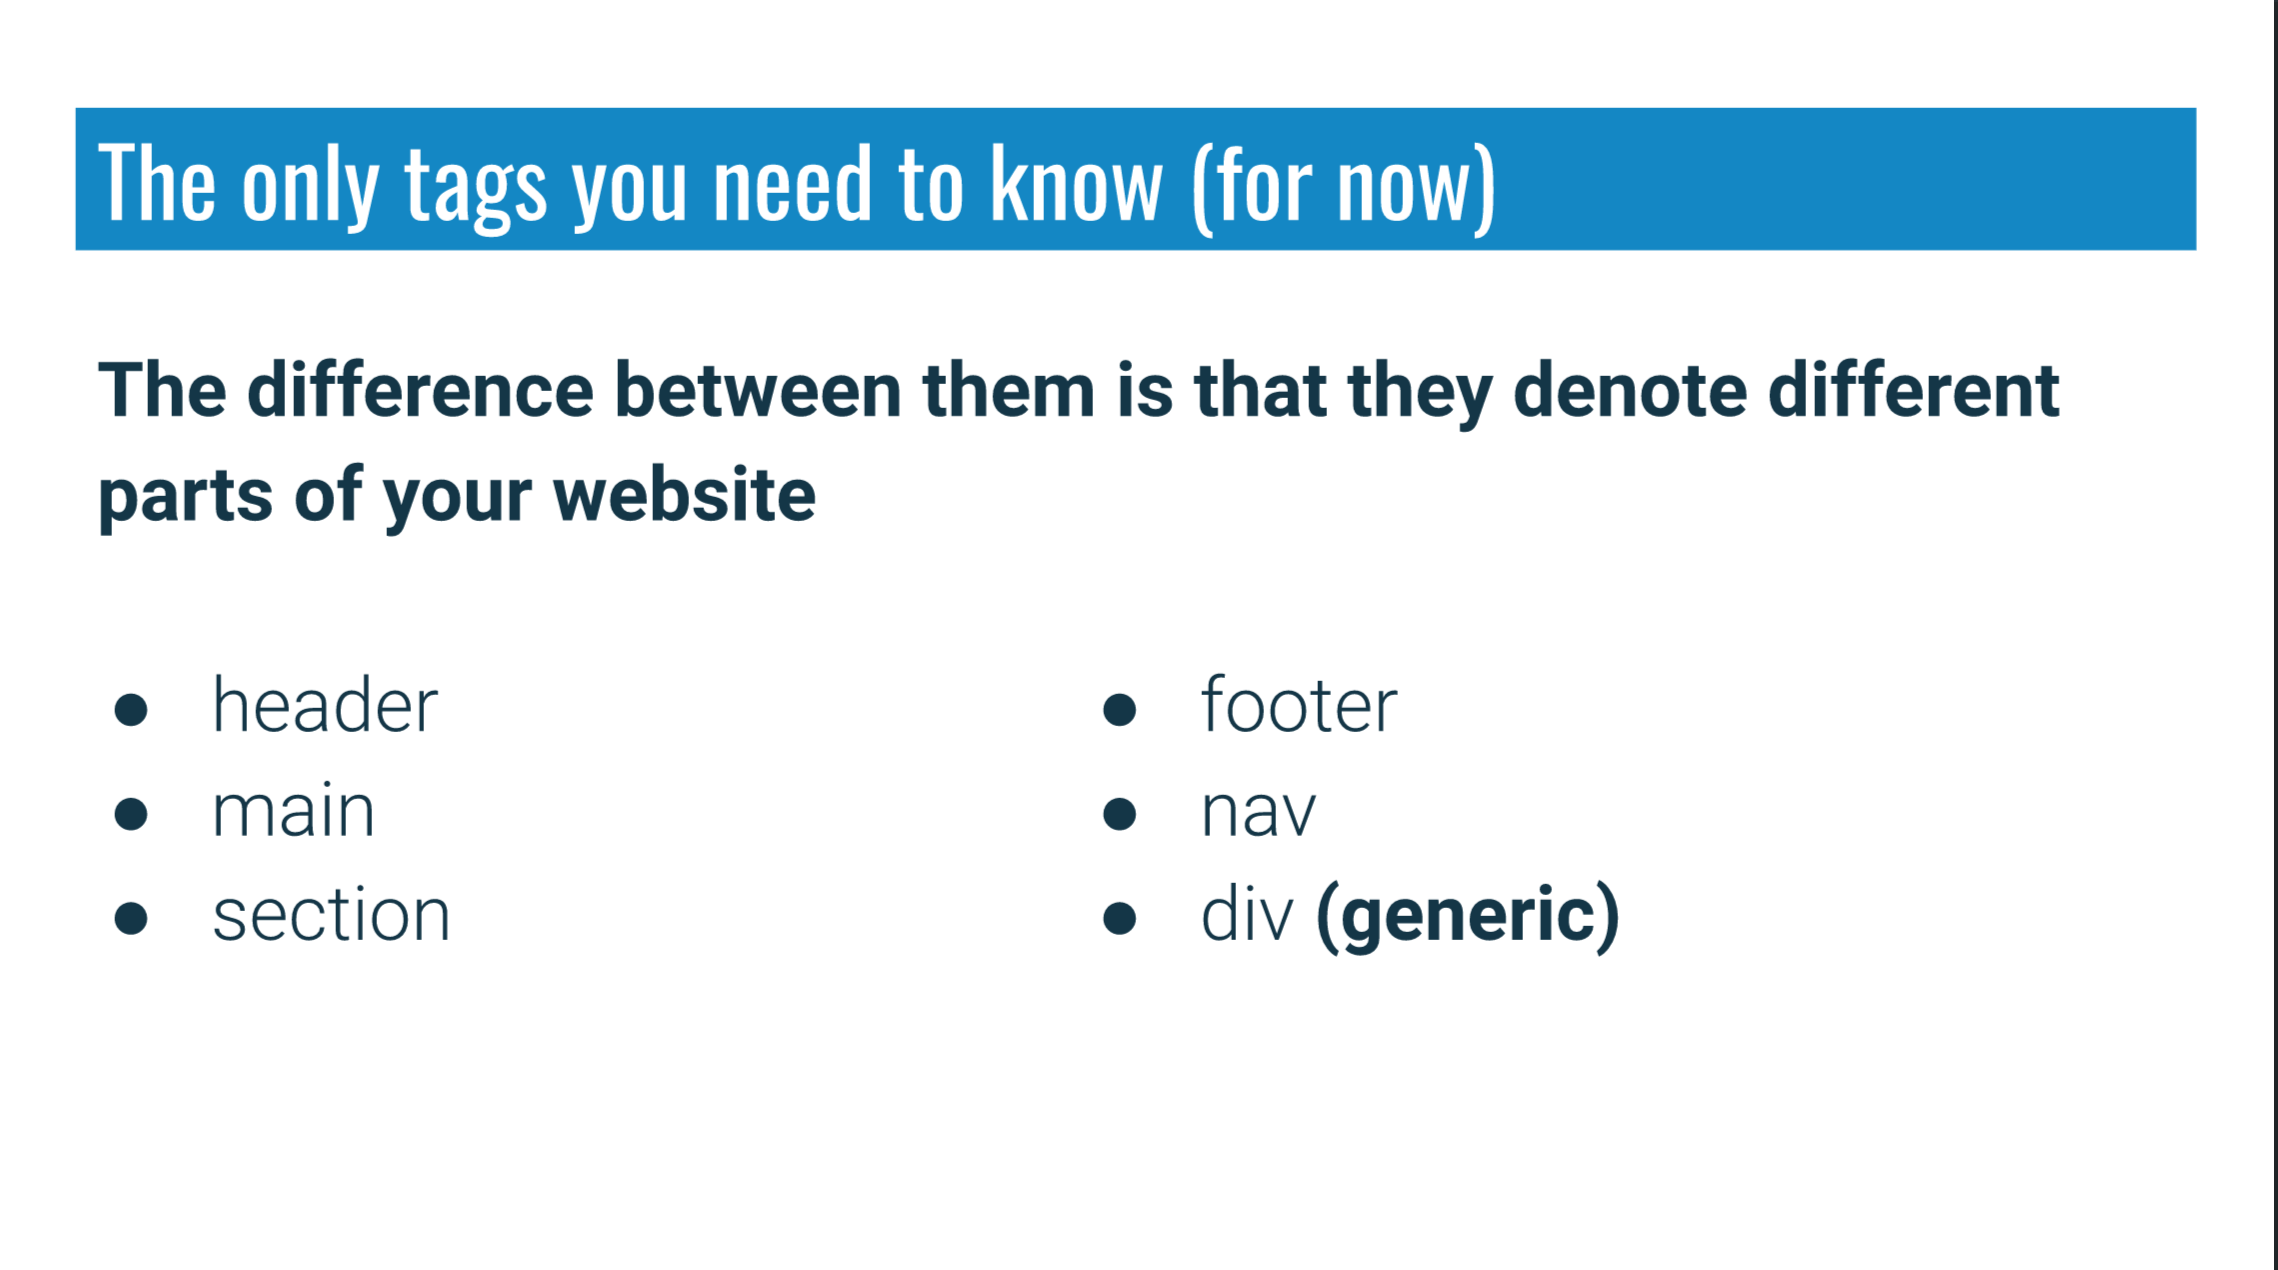 The only tags you need to know (for now)
The difference between them is that they denote different
parts of your website
● header
● main
● section
● footer
● nav
● div (generic)